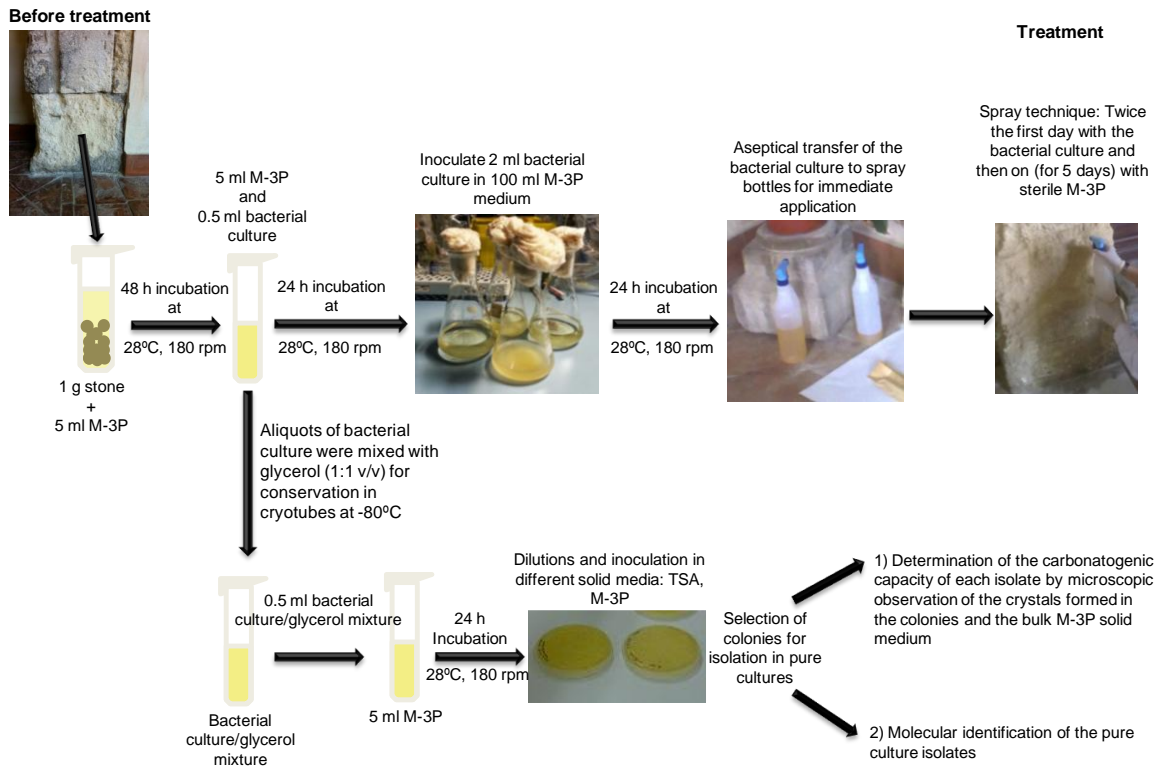 Before treatment
Treatment
Spray technique: Twice
the first day with the
bacterial culture and
then on (for 5 days) with
sterile M-3P
Aseptical transfer of the
bacterial culture to spray
bottles for immediate
application
Inoculate 2 ml bacterial
culture in 100 ml M-3P
medium
5 ml M-3P
and
0.5 ml bacterial
culture
48 h incubation
at
28ºC, 180 rpm
24 h incubation
at
28ºC, 180 rpm
24 h incubation
at
28ºC, 180 rpm
1 g stone
+
5 ml M-3P
Aliquots of bacterial
culture were mixed with
glycerol (1:1 v/v) for
conservation in
cryotubes at -80ºC
0.5 ml bacterial
culture/glycerol mixture
24 h
Incubation
28ºC, 180 rpm
Dilutions and inoculation in
different solid media: TSA,
M-3P
Selection of
colonies for
isolation in pure
cultures
1) Determination of the carbonatogenic
capacity of each isolate by microscopic
observation of the crystals formed in
the colonies and the bulk M-3P solid
medium
5 ml M-3P
Bacterial
culture/glycerol
mixture
2) Molecular identification of the pure
culture isolates